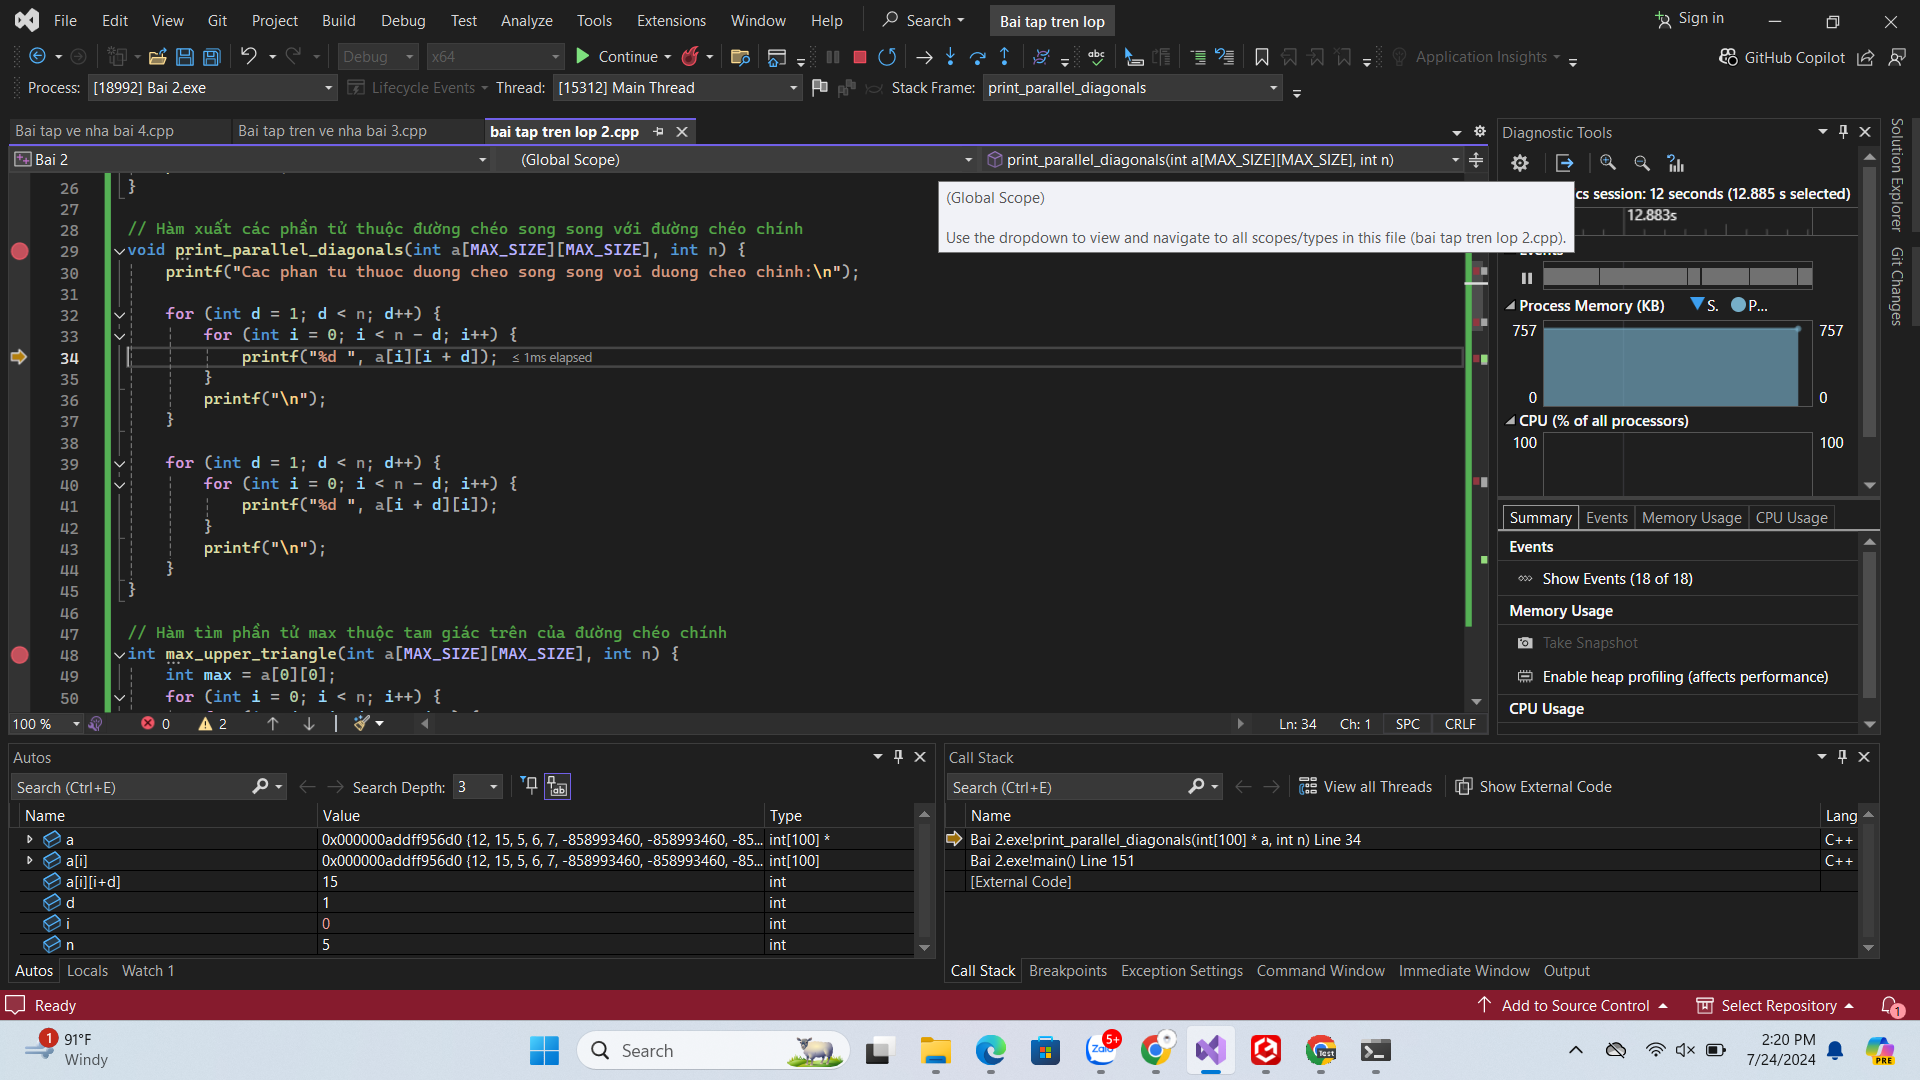 File Edit View Git Project Build Debug Test Analyze Tools Extensions Window Help Search Bai tap tren lop Sign in
Debug x64 Continue abc Application Insights GitHub Copilot
Process: [18992] Bai 2.exe Lifecycle Events Thread: [15312] Main Thread Stack Frame: print_parallel_diagonals
Bai tap ve nha bai 4.cpp Bai tap tren ve nha bai 3.cpp bai tap tren lop 2.cpp
Bai 2 (Global Scope) print_parallel_diagonals(int a[MAX_SIZE][MAX_SIZE], int n)
(Global Scope)
Use the dropdown to view and navigate to all scopes/types in this file (bai tap tren lop 2.cpp).
26 }
27
28 // Hàm xuất các phần tử thuộc đường chéo song song với đường chéo chính
29 void print_parallel_diagonals(int a[MAX_SIZE][MAX_SIZE], int n) {
30 printf("Cac phan tu thuoc duong cheo song song voi duong cheo chinh:\n");
31
32 for (int d = 1; d < n; d++) {
33 for (int i = 0; i < n - d; i++) {
34 printf("%d ", a[i][i + d]); ≤ 1ms elapsed
35 }
36 printf("\n");
37 }
38
39 for (int d = 1; d < n; d++) {
40 for (int i = 0; i < n - d; i++) {
41 printf("%d ", a[i + d][i]);
42 }
43 printf("\n");
44 }
45 }
46
47 // Hàm tìm phần tử max thuộc tam giác trên của đường chéo chính
48 int max_upper_triangle(int a[MAX_SIZE][MAX_SIZE], int n) {
49 int max = a[0][0];
50 for (int i = 0; i < n; i++) {
100 % 0 2 Ln: 34 Ch: 1 SPC CRLF
Diagnostic Tools
cs session: 12 seconds (12.885 s selected)
12.883s
Events
Process Memory (KB) S. P...
757 757
0 0
CPU (% of all processors)
100 100
Summary Events Memory Usage CPU Usage
Events
Show Events (18 of 18)
Memory Usage
Take Snapshot
Enable heap profiling (affects performance)
CPU Usage
Solution Explorer
Git Changes
Autos
Search (Ctrl+E) Search Depth: 3
Name Value Type
a 0x000000addff956d0 {12, 15, 5, 6, 7, -858993460, -858993460, -85... int[100] *
a[i] 0x000000addff956d0 {12, 15, 5, 6, 7, -858993460, -858993460, -85... int[100]
a[i][i+d] 15 int
d 1 int
i 0 int
n 5 int
Autos Locals Watch 1
Call Stack
Search (Ctrl+E) View all Threads Show External Code
Name Lang
Bai 2.exe!print_parallel_diagonals(int[100] * a, int n) Line 34 C++
Bai 2.exe!main() Line 151 C++
[External Code]
Call Stack Breakpoints Exception Settings Command Window Immediate Window Output
Ready Add to Source Control Select Repository 1
1 91°F
Windy
Search
Zalo 5+
Test
2:20 PM
7/24/2024
PRE